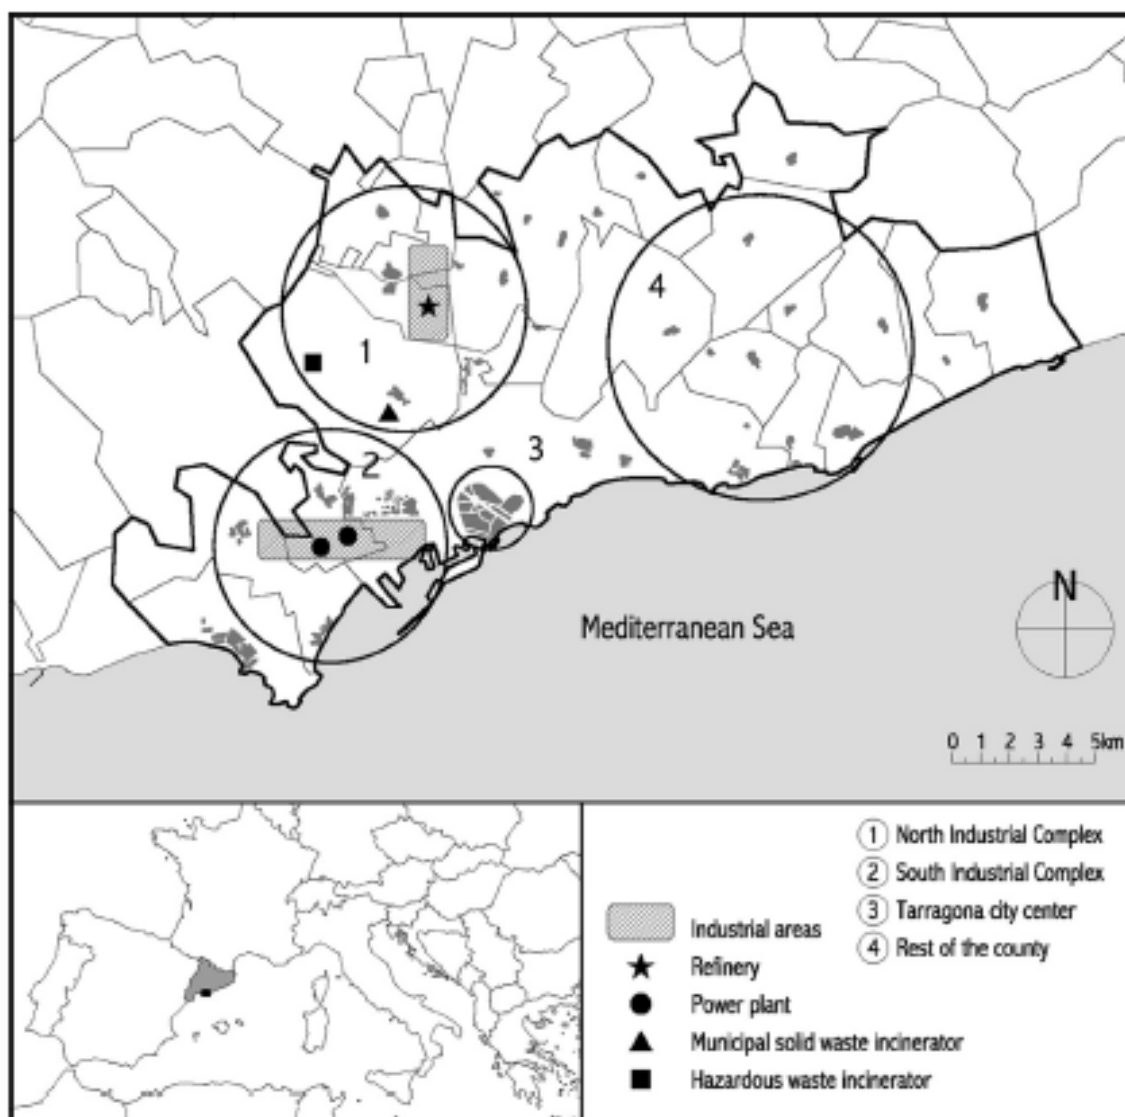 4
1
3
2
Mediterranean Sea
N
0 1 2 3 4 5km
1 North Industrial Complex
2 South Industrial Complex
3 Tarragona city center
4 Rest of the county
Industrial areas
Refinery
Power plant
Municipal solid waste incinerator
Hazardous waste incinerator